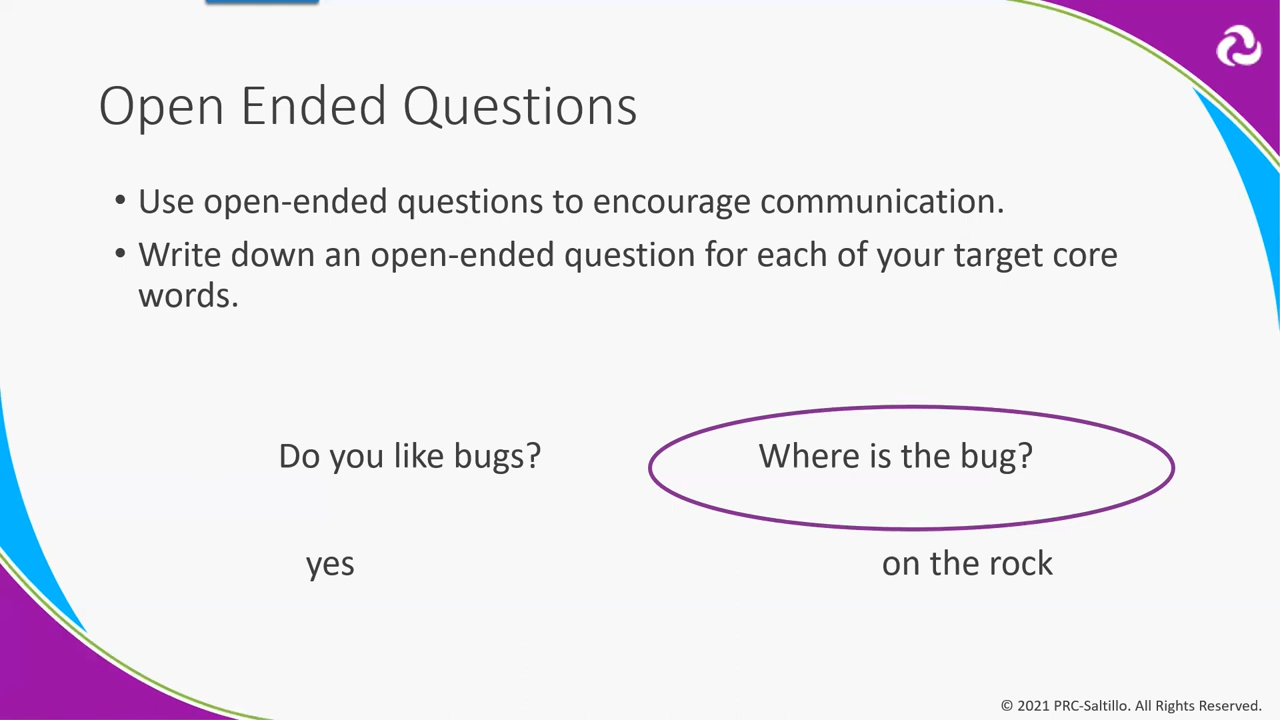 Open Ended Questions
• Use open-ended questions to encourage communication.
• Write down an open-ended question for each of your target core
words.
Do you like bugs?
Where is the bug?
yes
on the rock
© 2021 PRC-Saltillo. All Rights Reserved.